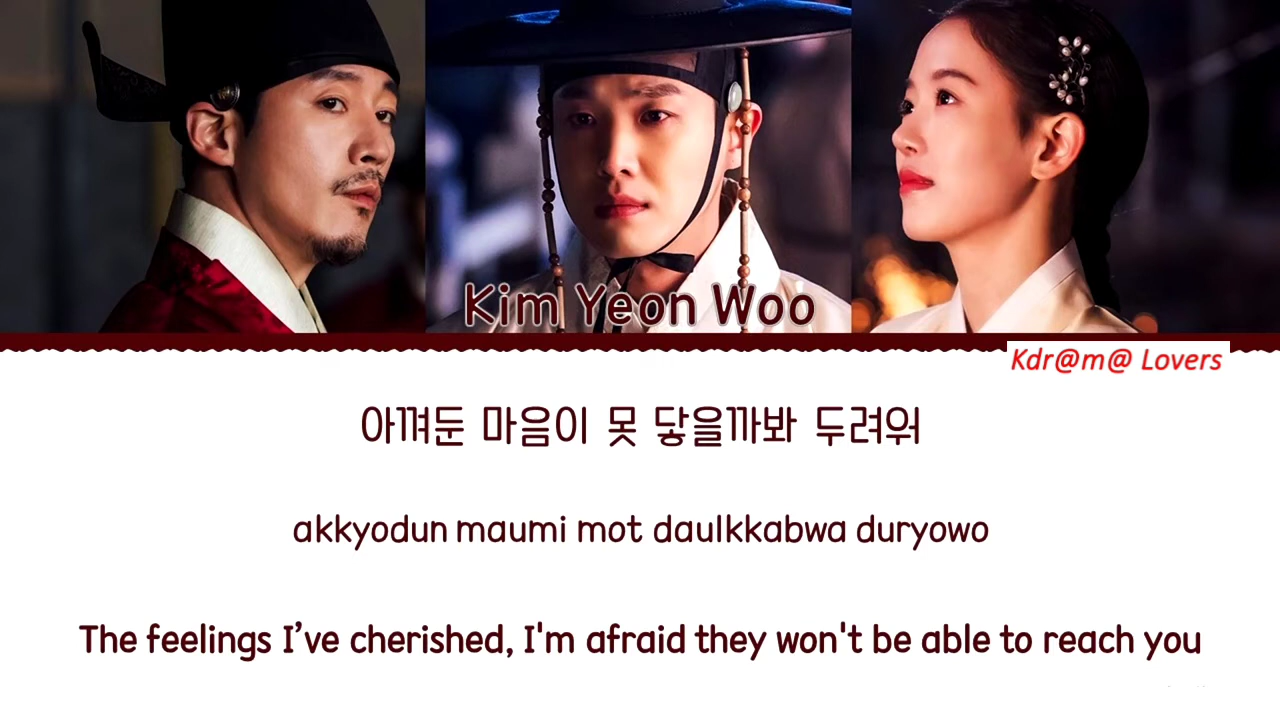 Kim Yeon Woo
Kdr@m@ Lovers
아껴둔 마음이 못 닿을까봐 두려워
akkyodun maumi mot daulkkabwa duryowo
The feelings I’ve cherished, I'm afraid they won't be able to reach you